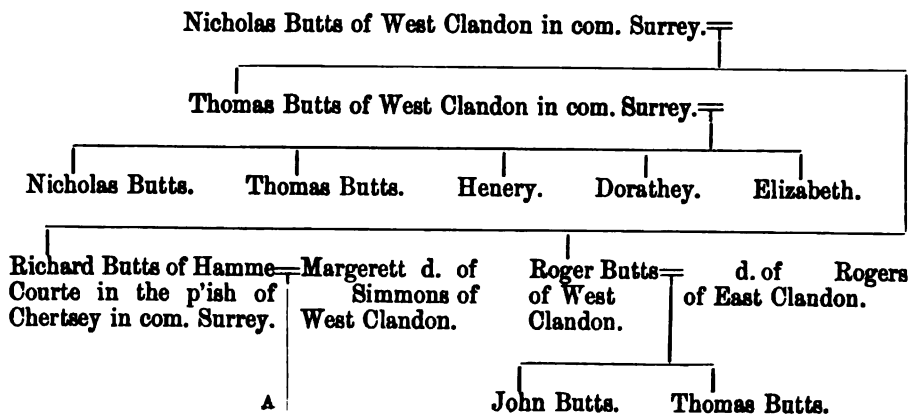 Nicholas Butts of West Clandon in com. Surrey.
Thomas Butts of West Clandon in com. Surrey.
Nicholas Butts. Thomas Butts. Henery. Dorathey. Elizabeth.
Richard Butts of Hamme Margerett d. of Roger Butts d. of Rogers
Courte in the p'ish of Simmons of of West of East Clandon.
Chertsey in com. Surrey. West Clandon. Clandon.
A John Butts. Thomas Butts.